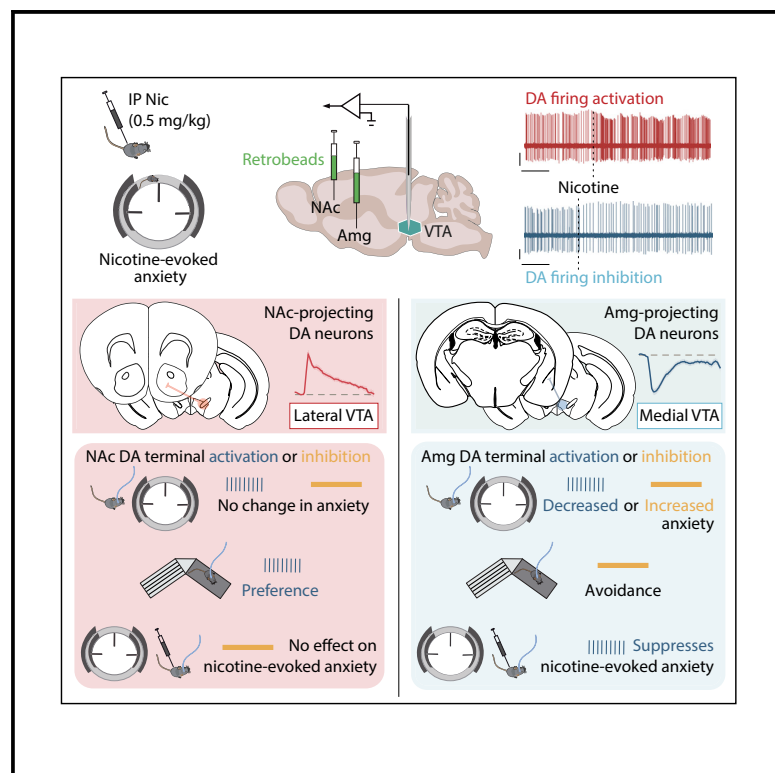 IP Nic
(0.5 mg/kg)
Nicotine-evoked
anxiety
Retrobeads
NAc
Amg
VTA
DA firing activation
Nicotine
DA firing inhibition
NAc-projecting
DA neurons
Lateral VTA
Amg-projecting
DA neurons
Medial VTA
NAc DA terminal activation or inhibition
No change in anxiety
Preference
No effect on
nicotine-evoked anxiety
Amg DA terminal activation or inhibition
Decreased or Increased
anxiety
Avoidance
Suppresses
nicotine-evoked anxiety